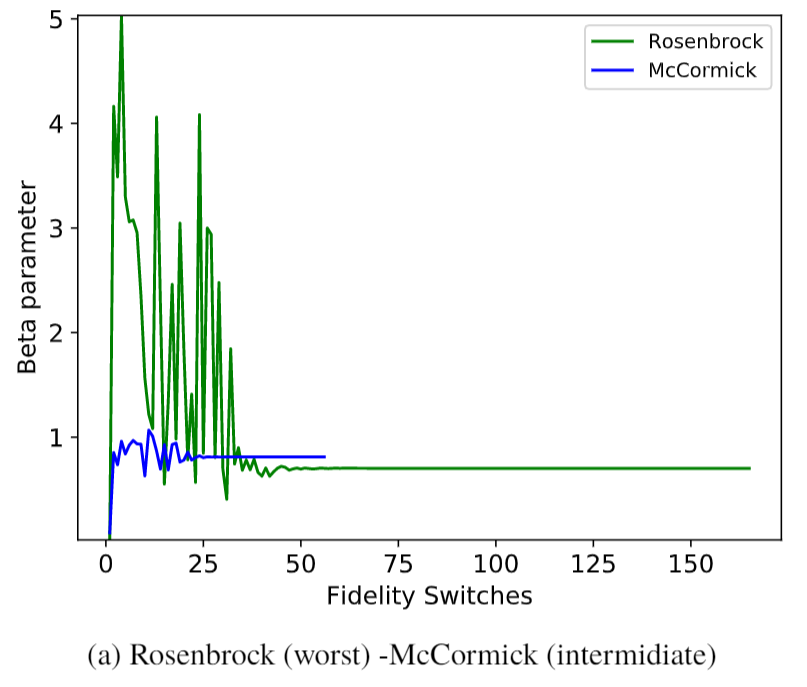 5
4
3
2
1
Beta parameter
Rosenbrock
McCormick
0 25 50 75 100 125 150
Fidelity Switches
(a) Rosenbrock (worst) -McCormick (intermidiate)